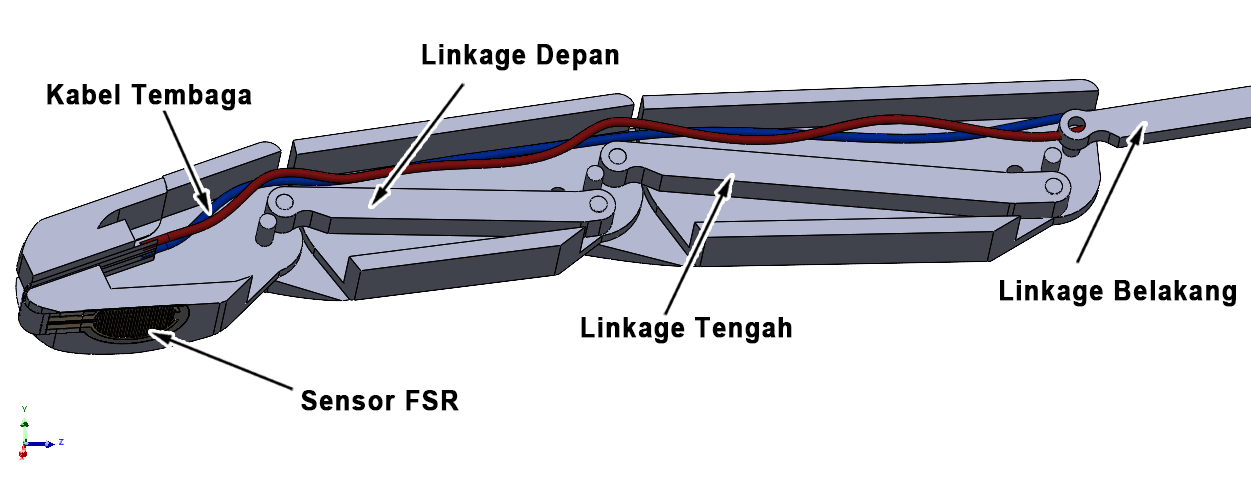 Linkage Depan
Kabel Tembaga
Linkage Belakang
Linkage Tengah
Sensor FSR
Y
Z